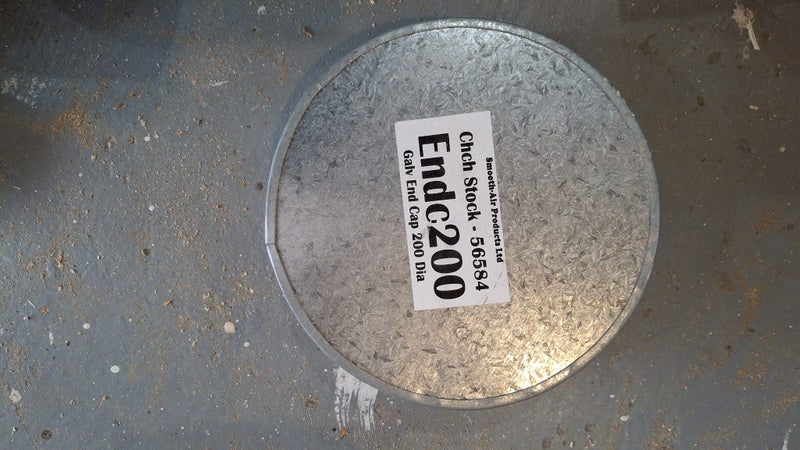 Smooth-Air Products Ltd
Chch Stock - 56584
Endc200
Galv End Cap 200 Dia